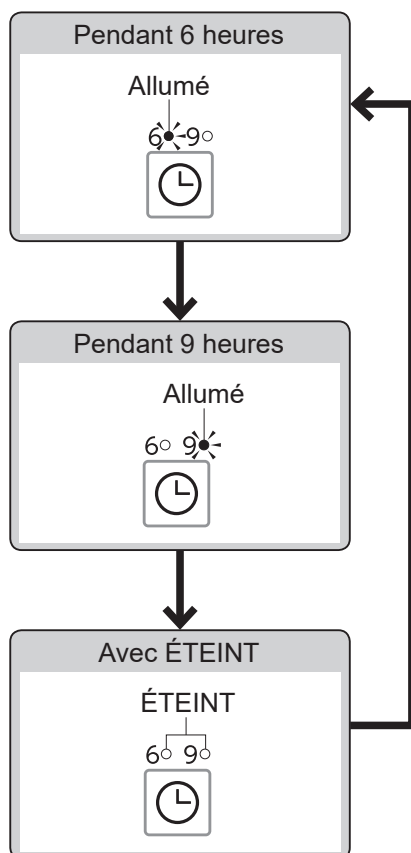 Pendant 6 heures
Allumé
6 9
Pendant 9 heures
Allumé
6 9
Avec ÉTEINT
ÉTEINT
6 9